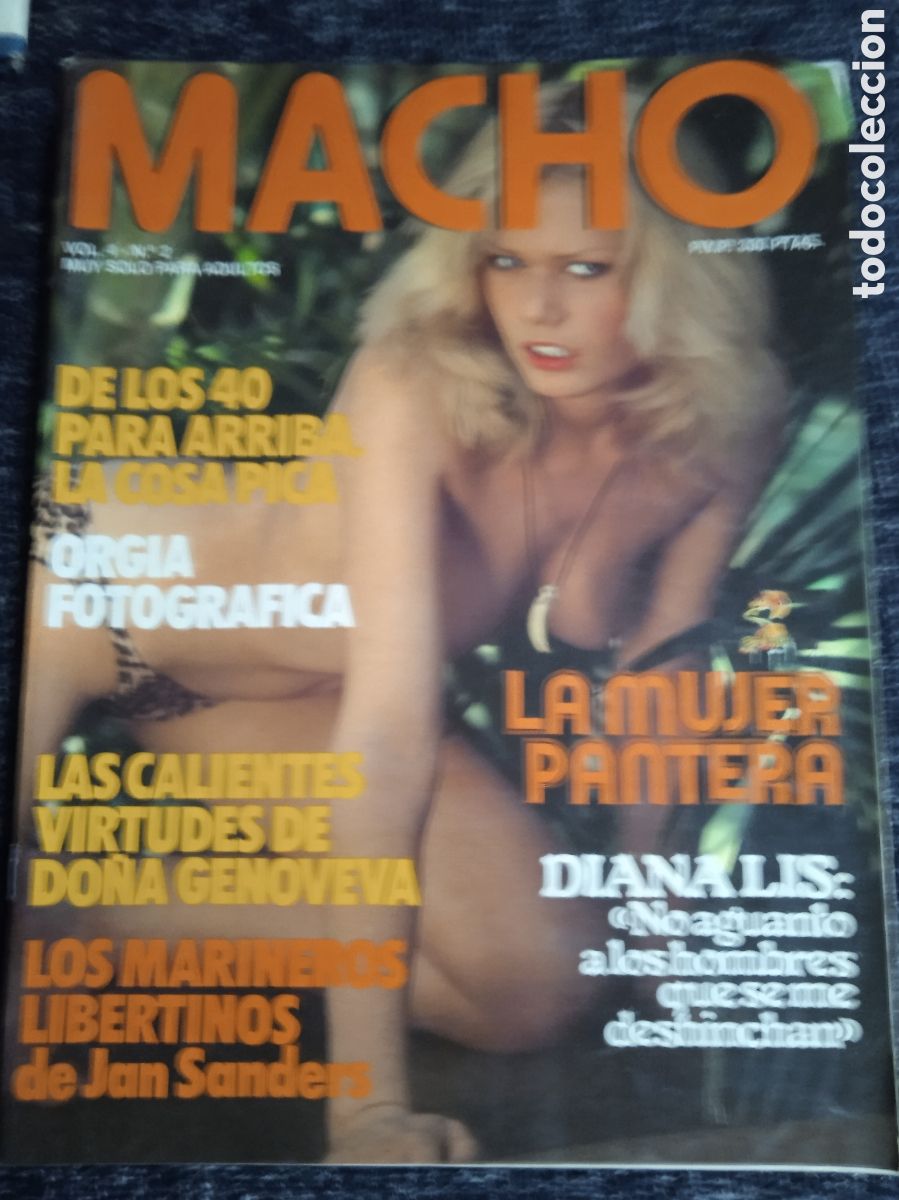 MACHO
VOL. 4 - Nº 2
MUY SOLO PARA ADULTOS
P.V.P. 200 PTAS.
DE LOS 40
PARA ARRIBA,
LA COSA PICA
ORGIA
FOTOGRAFICA
LAS CALIENTES
VIRTUDES DE
DOÑA GENOVEVA
LOS MARINEROS
LIBERTINOS
de Jan Sanders
LA MUJER
PANTERA
DIANA LIS:
«No aguanto
a los hombres
que se me
deshinchan»
todocoleccion